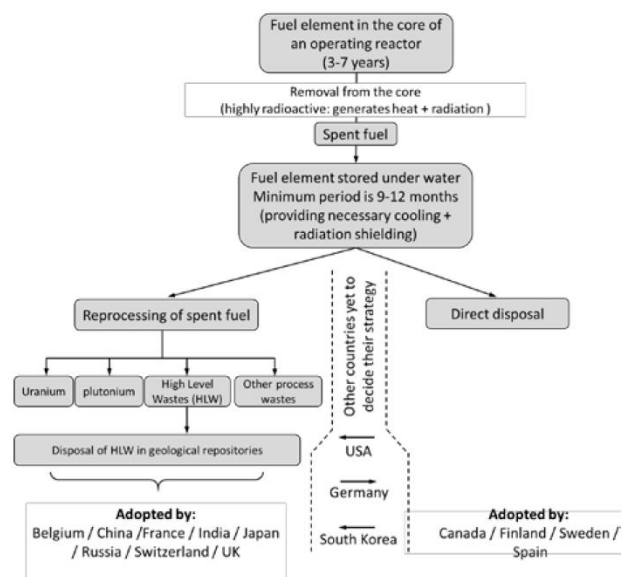 Fuel element in the core of
an operating reactor
(3-7 years)
Removal from the core
(highly radioactive: generates heat + radiation )
Spent fuel
Fuel element stored under water
Minimum period is 9-12 months
(providing necessary cooling +
radiation shielding)
Reprocessing of spent fuel
Other countries yet to
decide their strategy
Direct disposal
Uranium
plutonium
High Level
Wastes (HLW)
Other process
wastes
Disposal of HLW in geological repositories
USA
Germany
South Korea
Adopted by:
Belgium / China /France / India / Japan
/ Russia / Switzerland / UK
Adopted by:
Canada / Finland / Sweden /
Spain